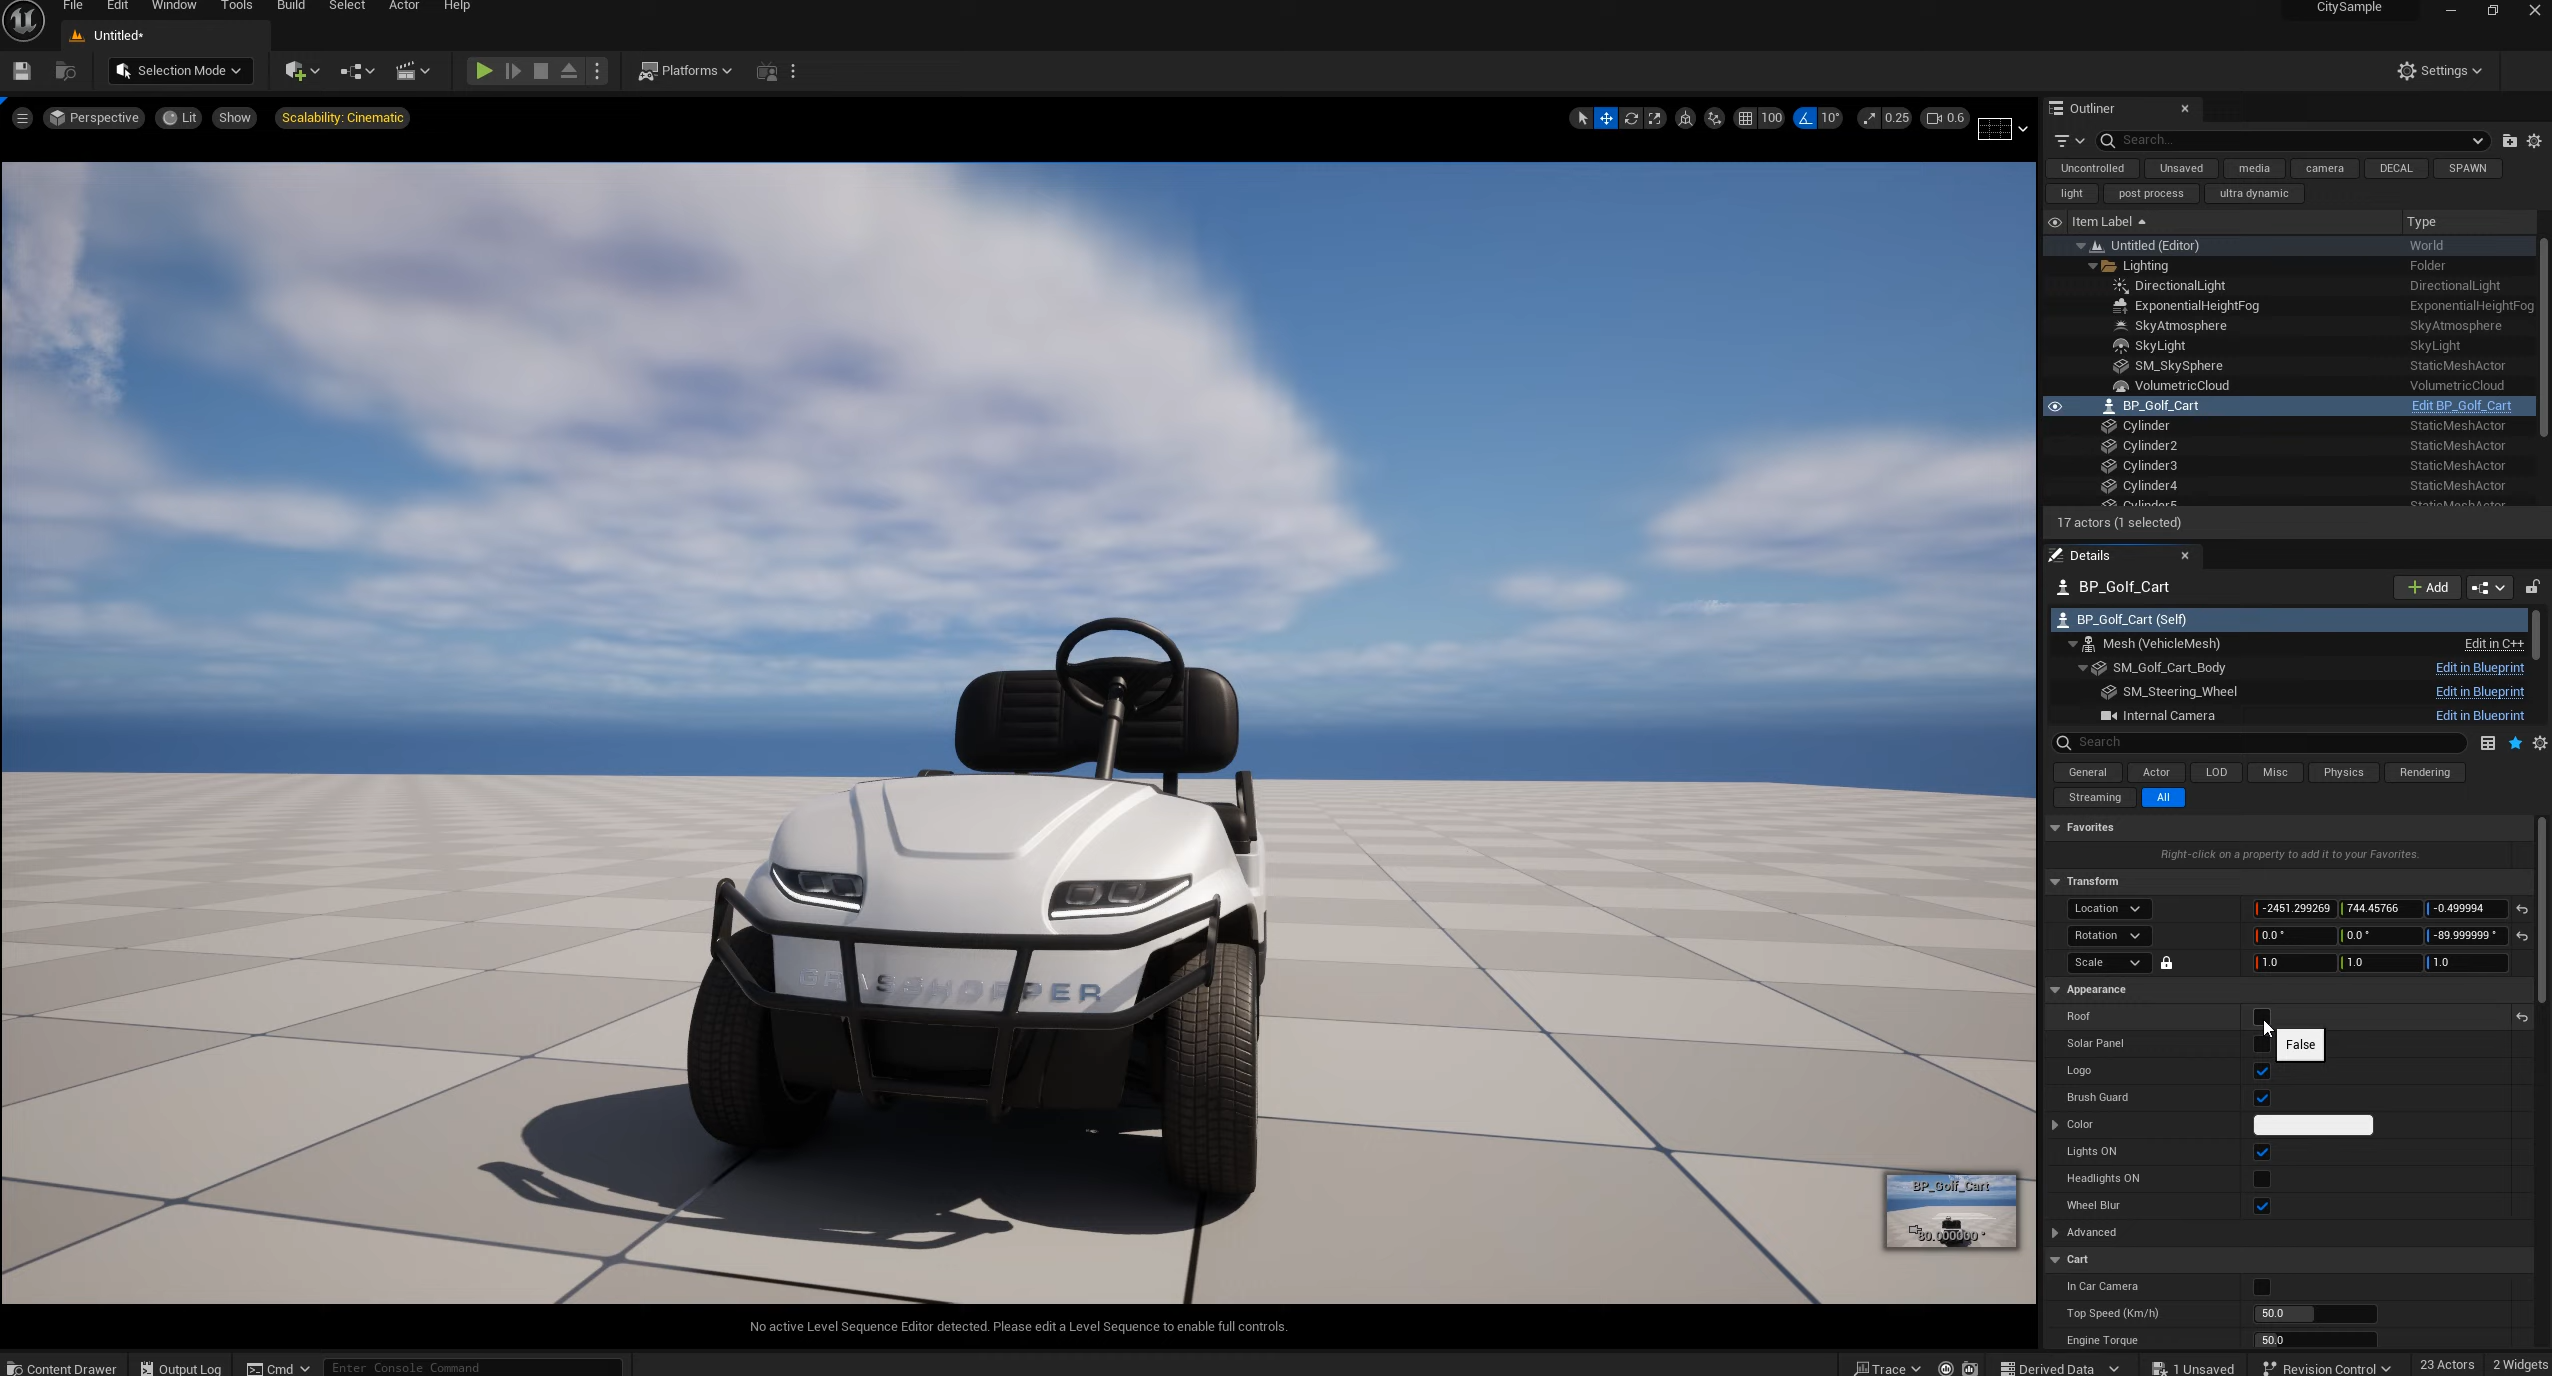 File Edit Window Tools Build Select Actor Help
CitySample
Untitled*
Selection Mode
Platforms
Settings
Perspective Lit Show Scalability: Cinematic
100 10° 0.25 0.6
GRASSHOPPER
BP_Golf_Cart
80.000000 °
No active Level Sequence Editor detected. Please edit a Level Sequence to enable full controls.
Outliner
Search...
Uncontrolled Unsaved media camera DECAL SPAWN
light post process ultra dynamic
Item Label Type
Untitled (Editor) World
Lighting Folder
DirectionalLight DirectionalLight
ExponentialHeightFog ExponentialHeightFog
SkyAtmosphere SkyAtmosphere
SkyLight SkyLight
SM_SkySphere StaticMeshActor
VolumetricCloud VolumetricCloud
BP_Golf_Cart Edit BP_Golf_Cart
Cylinder StaticMeshActor
Cylinder2 StaticMeshActor
Cylinder3 StaticMeshActor
Cylinder4 StaticMeshActor
Cylinder5 StaticMeshActor
17 actors (1 selected)
Details
BP_Golf_Cart
Add
BP_Golf_Cart (Self)
Mesh (VehicleMesh) Edit in C++
SM_Golf_Cart_Body Edit in Blueprint
SM_Steering_Wheel Edit in Blueprint
Internal Camera Edit in Blueprint
Search
General Actor LOD Misc Physics Rendering
Streaming All
Favorites
Right-click on a property to add it to your Favorites.
Transform
Location -2451.299269 744.45766 -0.499994
Rotation 0.0 ° 0.0 ° -89.999999 °
Scale 1.0 1.0 1.0
Appearance
Roof
False
Solar Panel
Logo
Brush Guard
Color
Lights ON
Headlights ON
Wheel Blur
Advanced
Cart
In Car Camera
Top Speed (Km/h) 50.0
Engine Torque 50.0
Content Drawer Output Log Cmd Enter Console Command
Trace Derived Data 1 Unsaved Revision Control 23 Actors 2 Widgets